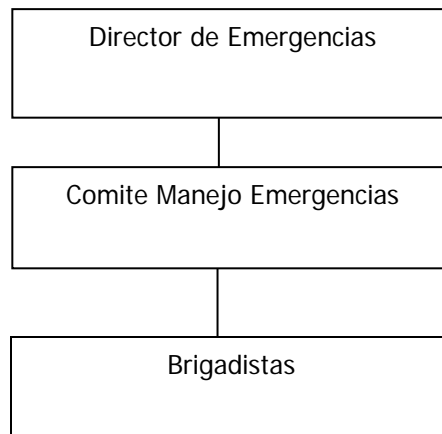 Director de Emergencias
Comite Manejo Emergencias
Brigadistas